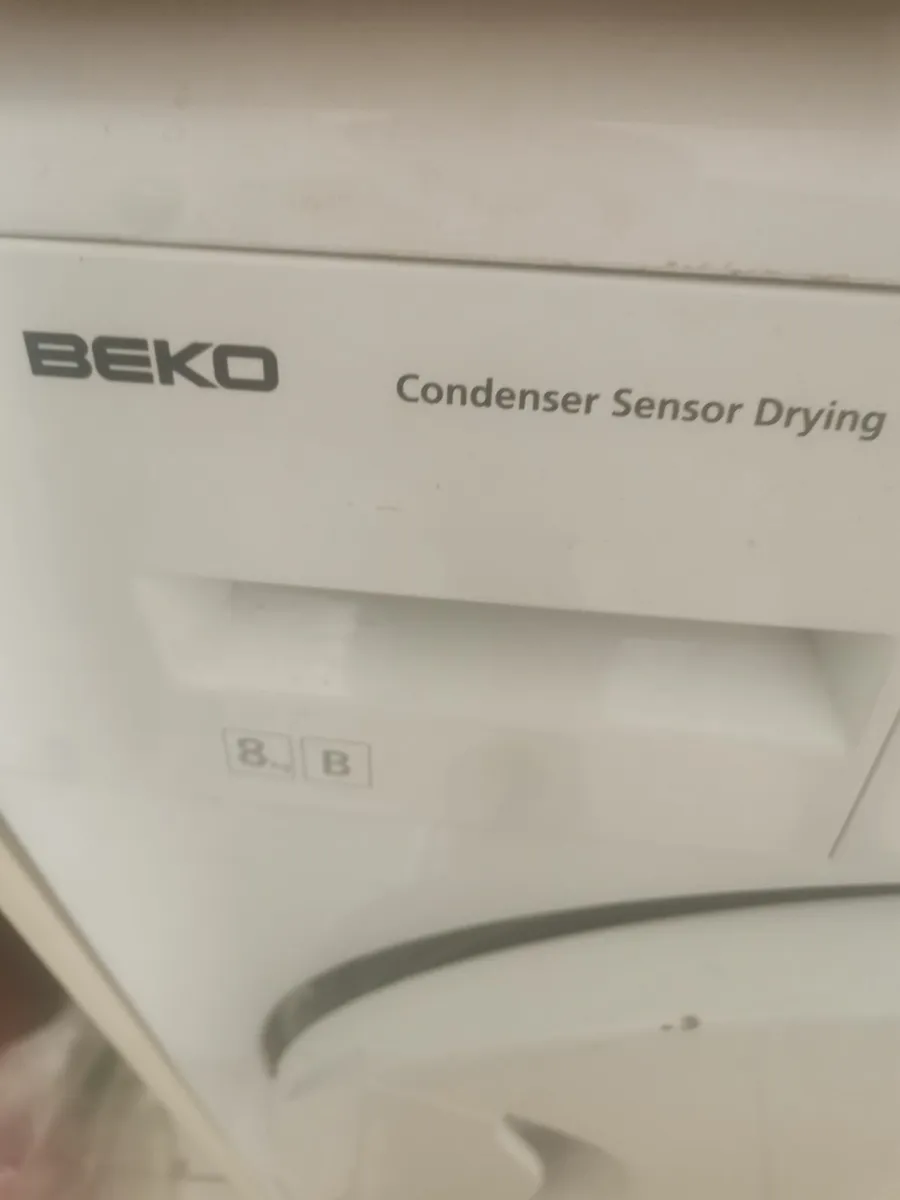 BEKO
Condenser Sensor Drying
8 B